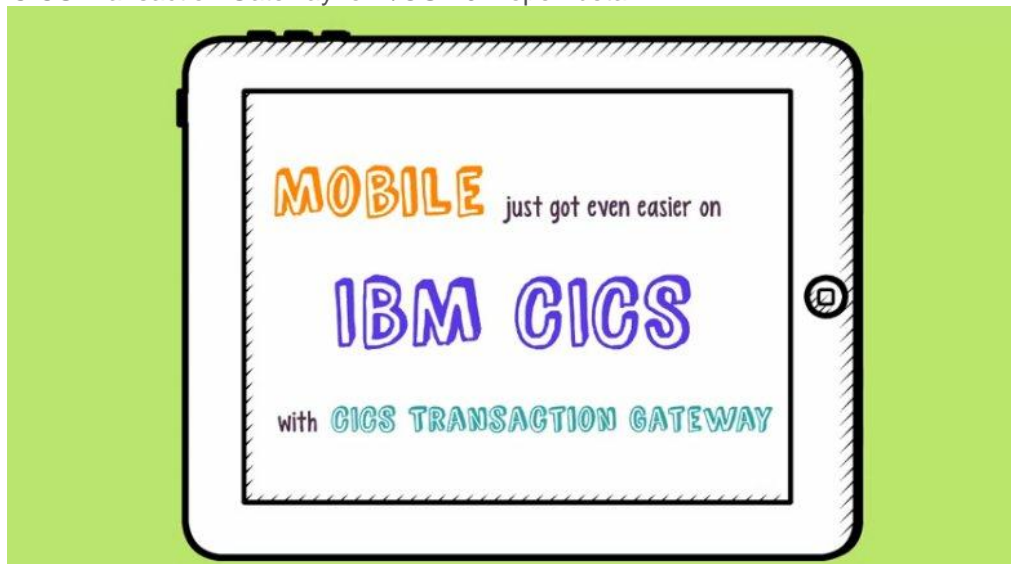 MOBILE just got even easier on
IBM CICS
with CICS TRANSACTION GATEWAY